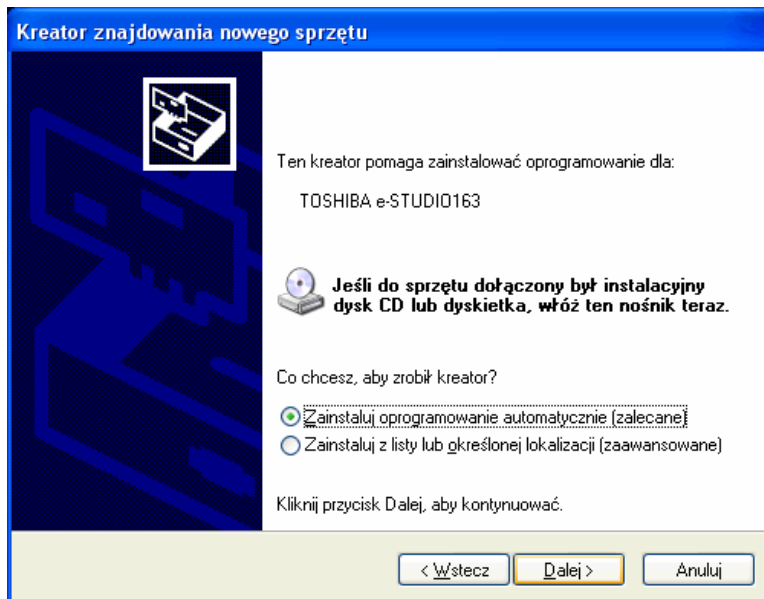 Kreator znajdowania nowego sprzętu
Ten kreator pomaga zainstalować oprogramowanie dla:
TOSHIBA e-STUDIO163
Jeśli do sprzętu dołączony był instalacyjny
dysk CD lub dyskietka, włóż ten nośnik teraz.
Co chcesz, aby zrobił kreator?
Zainstaluj oprogramowanie automatycznie (zalecane)
Zainstaluj z listy lub określonej lokalizacji (zaawansowane)
Kliknij przycisk Dalej, aby kontynuować.
< Wstecz Dalej > Anuluj